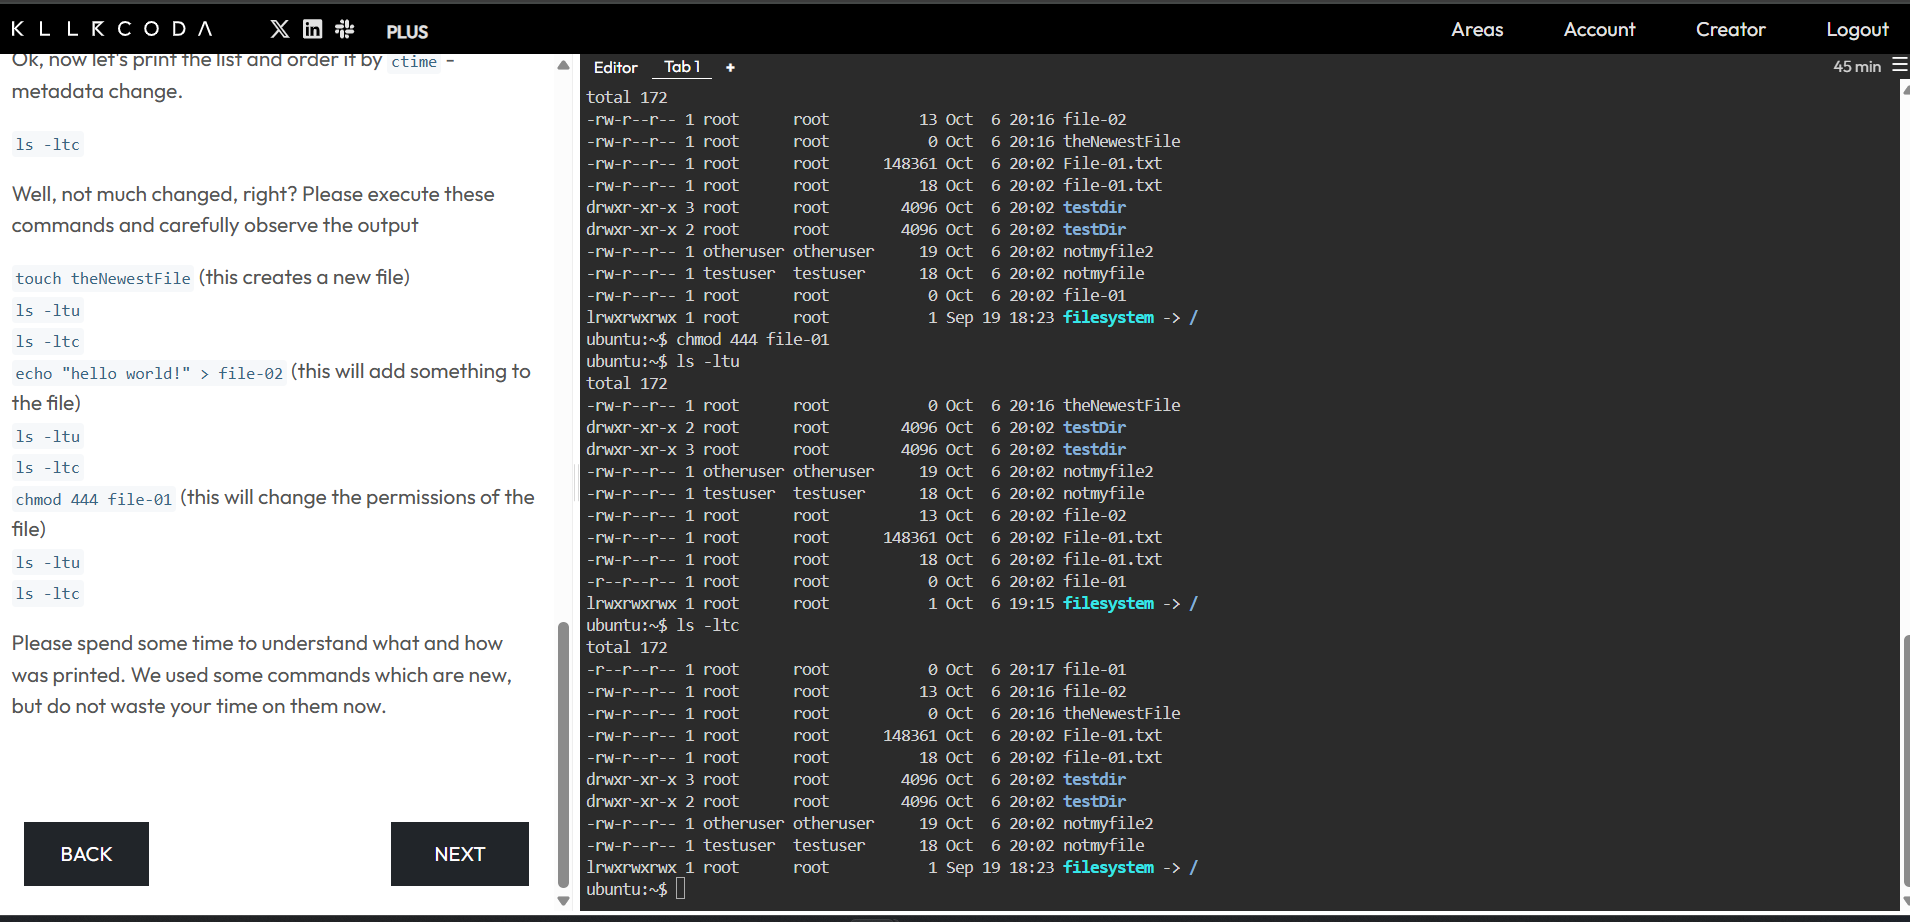 KLLRCODA
PLUS
Areas
Account
Creator
Logout
Ok, now let's print the list and order it by ctime -
metadata change.
ls -ltc
Well, not much changed, right? Please execute these
commands and carefully observe the output
touch theNewestFile (this creates a new file)
ls -ltu
ls -ltc
echo "hello world!" > file-02 (this will add something to
the file)
ls -ltu
ls -ltc
chmod 444 file-01 (this will change the permissions of the
file)
ls -ltu
ls -ltc
Please spend some time to understand what and how
was printed. We used some commands which are new,
but do not waste your time on them now.
BACK
NEXT
Editor
Tab 1
+
45 min
total 172
-rw-r--r-- 1 root      root          13 Oct  6 20:16 file-02
-rw-r--r-- 1 root      root           0 Oct  6 20:16 theNewestFile
-rw-r--r-- 1 root      root      148361 Oct  6 20:02 File-01.txt
-rw-r--r-- 1 root      root          18 Oct  6 20:02 file-01.txt
drwxr-xr-x 3 root      root        4096 Oct  6 20:02 testdir
drwxr-xr-x 2 root      root        4096 Oct  6 20:02 testDir
-rw-r--r-- 1 otheruser otheruser     19 Oct  6 20:02 notmyfile2
-rw-r--r-- 1 testuser  testuser      18 Oct  6 20:02 notmyfile
-rw-r--r-- 1 root      root           0 Oct  6 20:02 file-01
lrwxrwxrwx 1 root      root           1 Sep 19 18:23 filesystem -> /
ubuntu:~$ chmod 444 file-01
ubuntu:~$ ls -ltu
total 172
-rw-r--r-- 1 root      root           0 Oct  6 20:16 theNewestFile
drwxr-xr-x 2 root      root        4096 Oct  6 20:02 testDir
drwxr-xr-x 3 root      root        4096 Oct  6 20:02 testdir
-rw-r--r-- 1 otheruser otheruser     19 Oct  6 20:02 notmyfile2
-rw-r--r-- 1 testuser  testuser      18 Oct  6 20:02 notmyfile
-rw-r--r-- 1 root      root          13 Oct  6 20:02 file-02
-rw-r--r-- 1 root      root      148361 Oct  6 20:02 File-01.txt
-rw-r--r-- 1 root      root          18 Oct  6 20:02 file-01.txt
-r--r--r-- 1 root      root           0 Oct  6 20:02 file-01
lrwxrwxrwx 1 root      root           1 Oct  6 19:15 filesystem -> /
ubuntu:~$ ls -ltc
total 172
-r--r--r-- 1 root      root           0 Oct  6 20:17 file-01
-rw-r--r-- 1 root      root          13 Oct  6 20:16 file-02
-rw-r--r-- 1 root      root           0 Oct  6 20:16 theNewestFile
-rw-r--r-- 1 root      root      148361 Oct  6 20:02 File-01.txt
-rw-r--r-- 1 root      root          18 Oct  6 20:02 file-01.txt
drwxr-xr-x 3 root      root        4096 Oct  6 20:02 testdir
drwxr-xr-x 2 root      root        4096 Oct  6 20:02 testDir
-rw-r--r-- 1 otheruser otheruser     19 Oct  6 20:02 notmyfile2
-rw-r--r-- 1 testuser  testuser      18 Oct  6 20:02 notmyfile
lrwxrwxrwx 1 root      root           1 Sep 19 18:23 filesystem -> /
ubuntu:~$